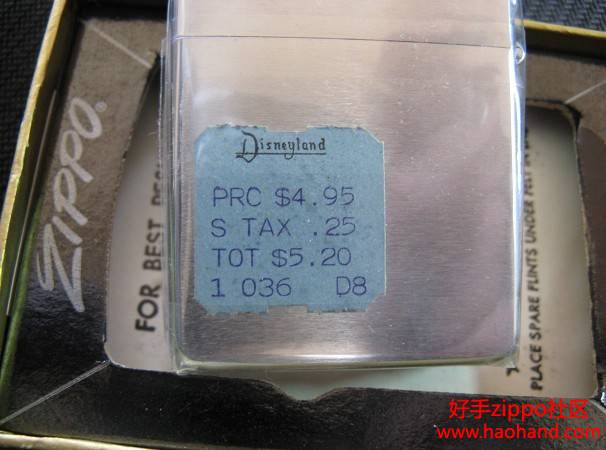 ZIPPO
FOR BEST
Disneyland
PRC $4.95
S TAX .25
TOT $5.20
1 036 D8
PLACE SPARE FLINTS UNDER FELT
好手zippo社区
www.haohand.com